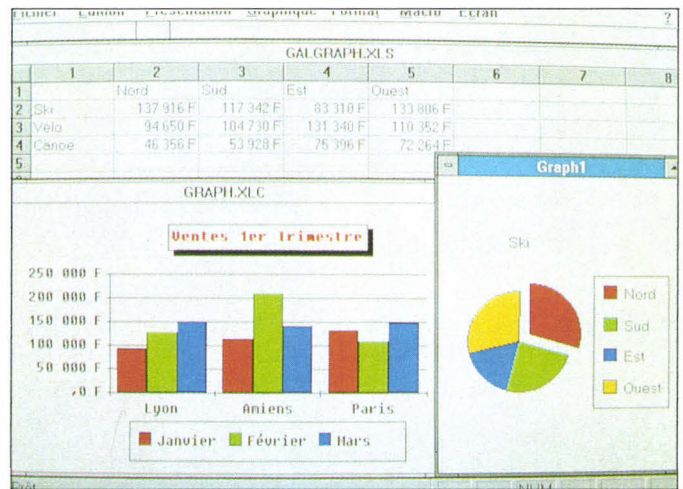 Fichier Edition Présentation Graphique Format Macro Ecran ?
GALGRAPH.XLS
1 2 3 4 5 6 7 8
1 Nord Sud Est Ouest
2 Ski 137 916 F 117 342 F 83 310 F 133 806 F
3 Velo 94 650 F 104 730 F 131 340 F 110 352 F
4 Canoe 46 356 F 53 928 F 75 396 F 72 264 F
5
GRAPH.XLC
Ventes 1er Trimestre
250 000 F
200 000 F
150 000 F
100 000 F
50 000 F
,0 F
Lyon Amiens Paris
Janvier Février Mars
Graph1
Ski
Nord
Sud
Est
Ouest
Prêt NUM